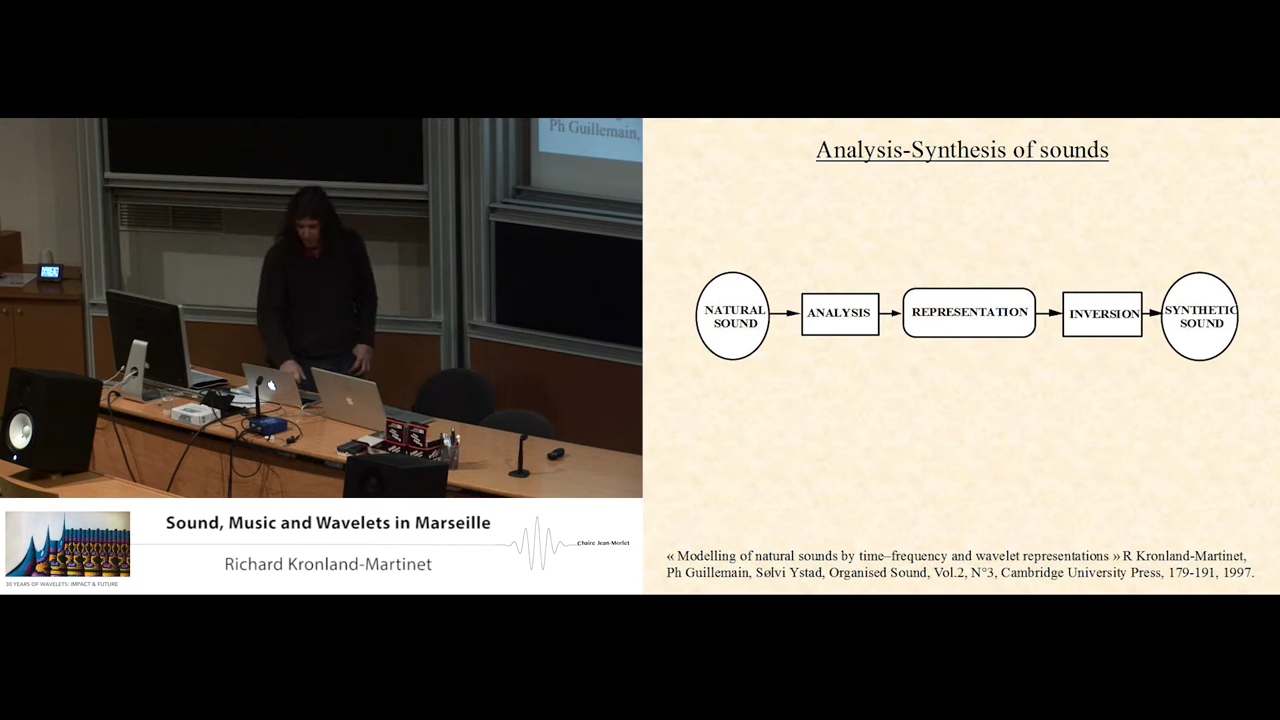 Ph Guillemain,
Analysis-Synthesis of sounds
NATURAL
SOUND
ANALYSIS
REPRESENTATION
INVERSION
SYNTHETIC
SOUND
« Modelling of natural sounds by time–frequency and wavelet representations » R Kronland-Martinet,
Ph Guillemain, Sølvi Ystad, Organised Sound, Vol.2, N°3, Cambridge University Press, 179-191, 1997.
Sound, Music and Wavelets in Marseille
Chaire Jean-Morlet
Richard Kronland-Martinet
30 YEARS OF WAVELETS: IMPACT & FUTURE